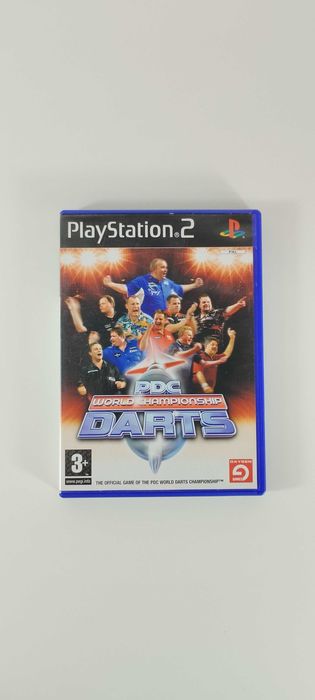 PlayStation®2
PAL
PDC
WORLD CHAMPIONSHIP
DARTS
3+
www.pegi.info
THE OFFICIAL GAME OF THE PDC WORLD DARTS CHAMPIONSHIP™
OXYGEN
GAMES